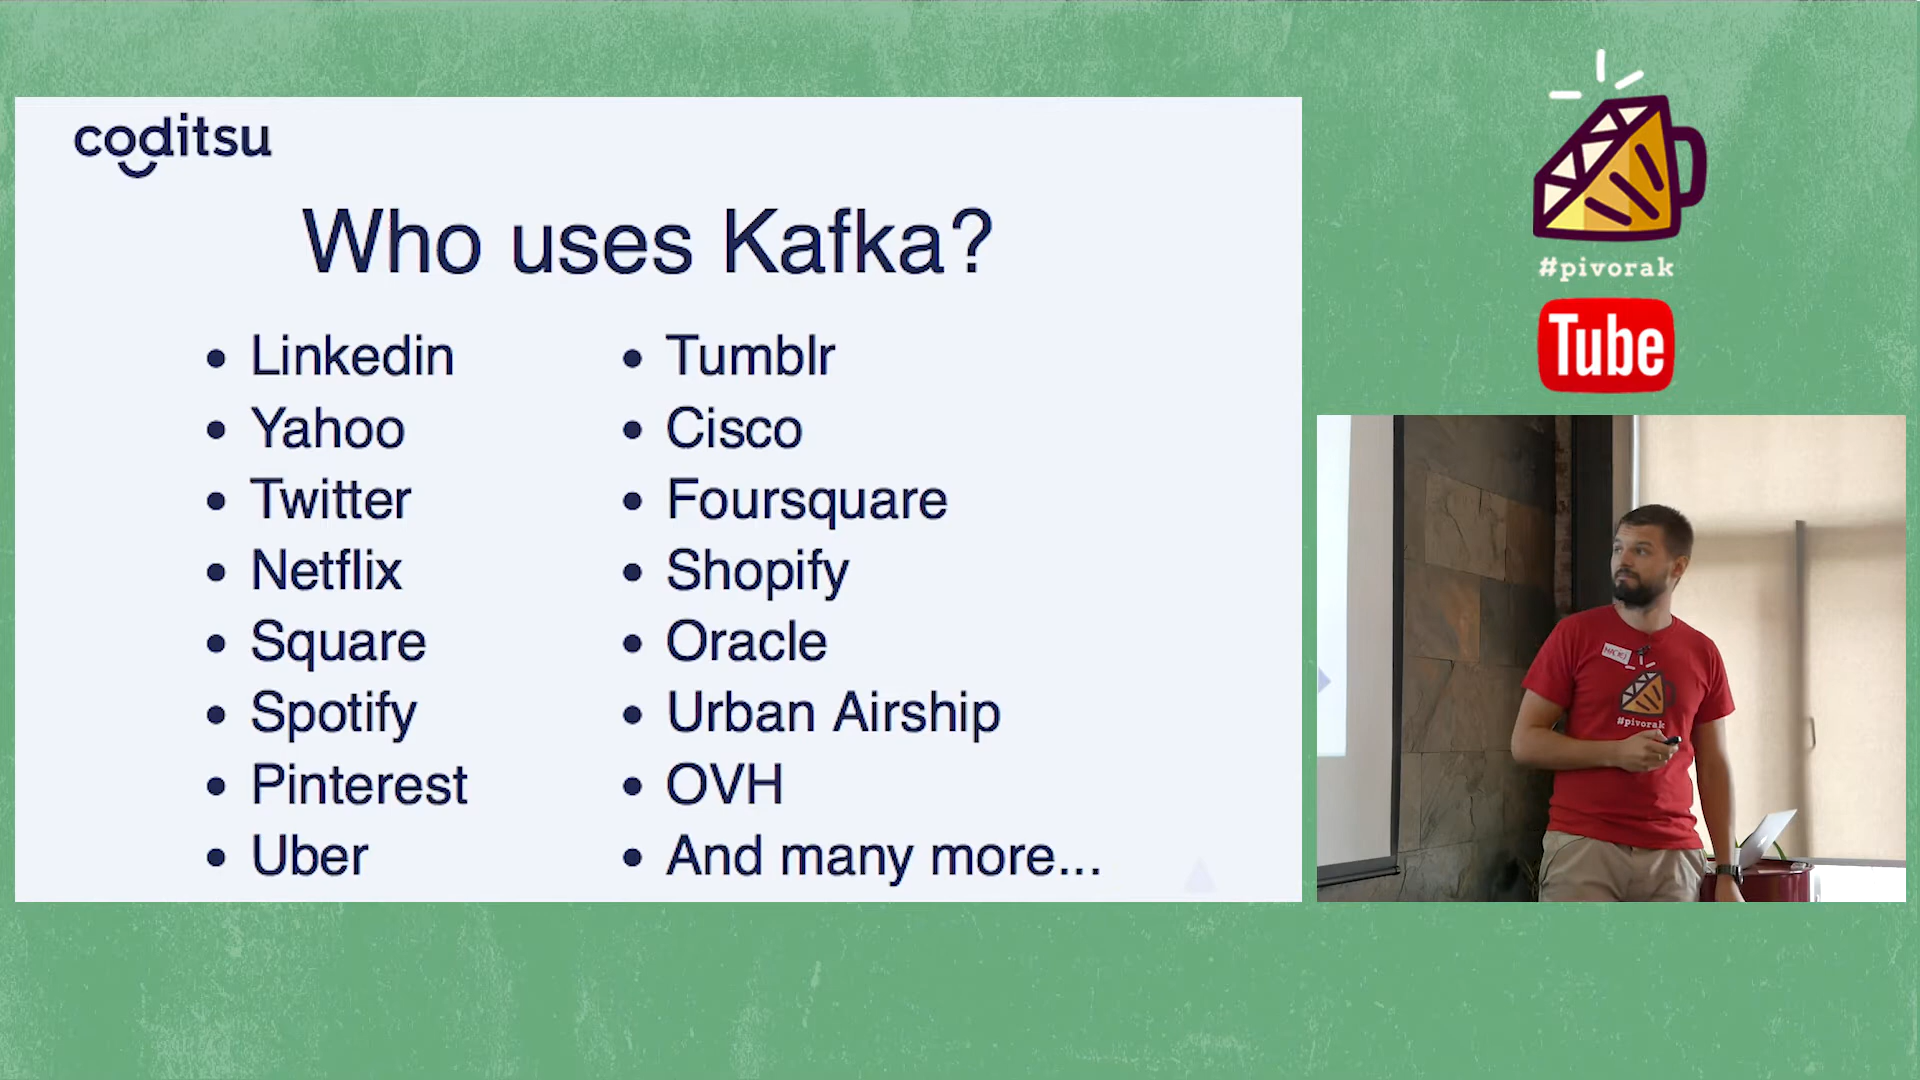 coditsu
Who uses Kafka?
• Linkedin
• Yahoo
• Twitter
• Netflix
• Square
• Spotify
• Pinterest
• Uber
• Tumblr
• Cisco
• Foursquare
• Shopify
• Oracle
• Urban Airship
• OVH
• And many more...
#pivorak
Tube
#pivorak